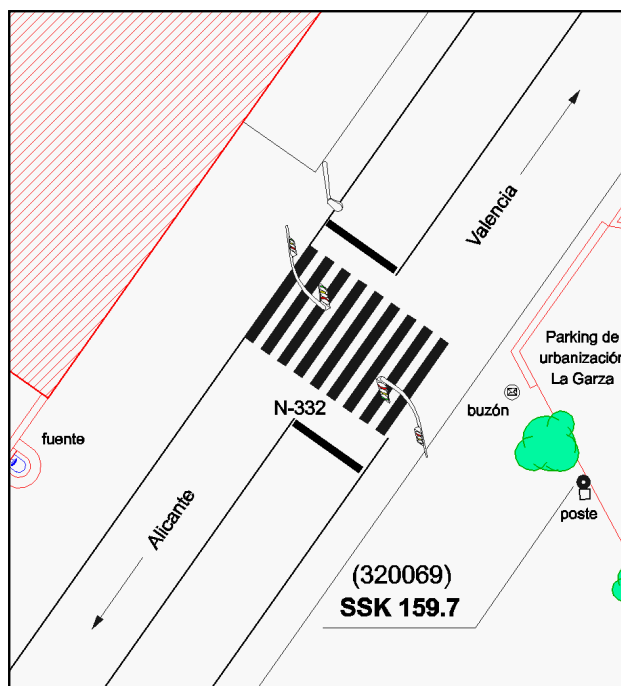 Valencia
Parking de
urbanización
La Garza
buzón
N-332
fuente
Alicante
poste
(320069)
SSK 159.7